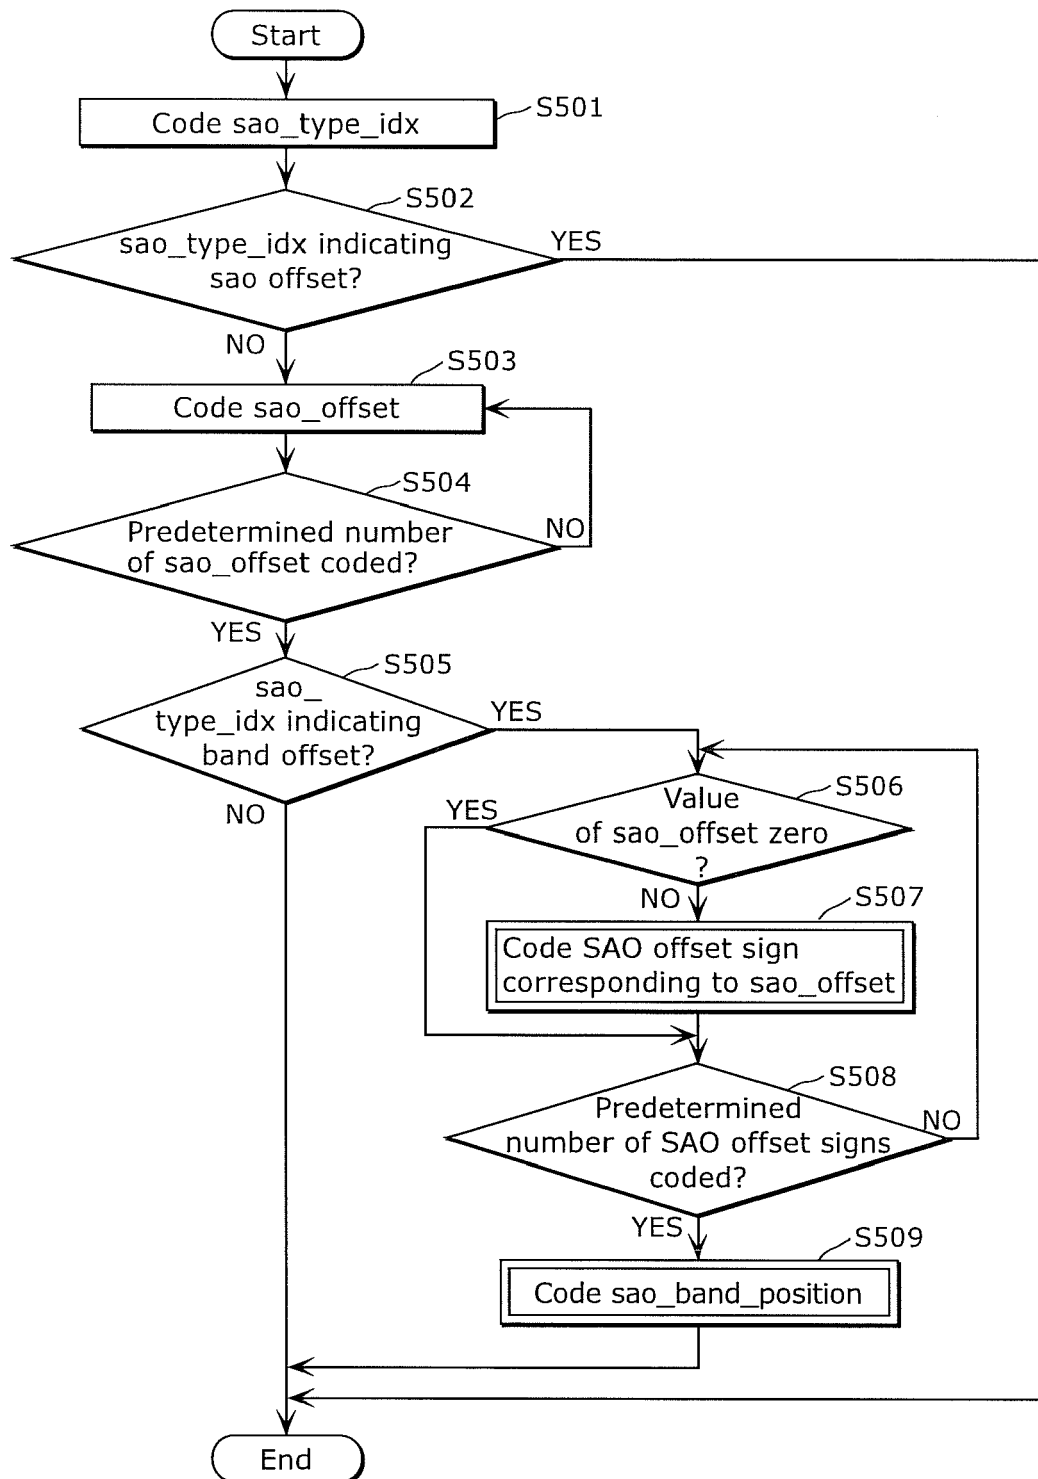 Start
S501
Code sao_type_idx
S502
sao_type_idx indicating
sao offset?
YES
NO
S503
Code sao_offset
S504
Predetermined number
of sao_offset coded?
NO
YES
S505
sao_
type_idx indicating
band offset?
YES
NO
S506
Value
of sao_offset zero
?
YES
NO
S507
Code SAO offset sign
corresponding to sao_offset
S508
Predetermined
number of SAO offset signs
coded?
NO
YES
S509
Code sao_band_position
End